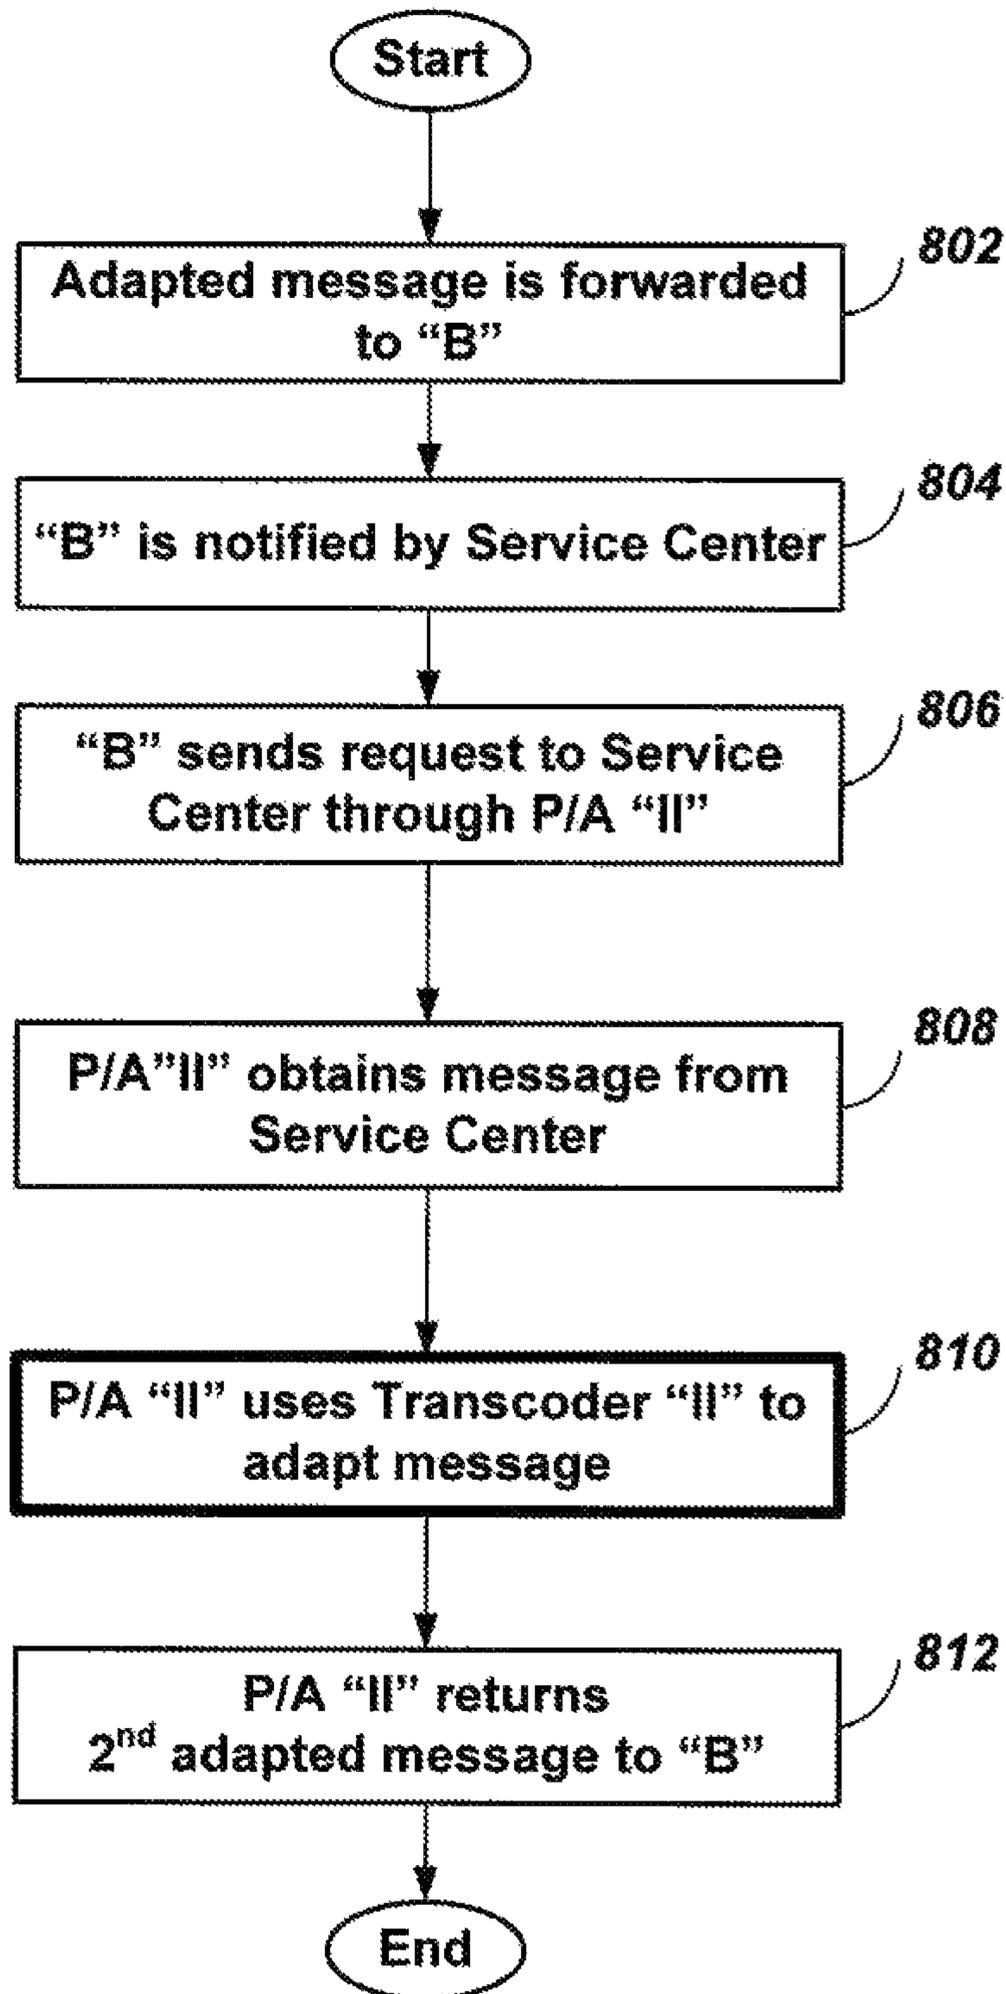 Start
802
Adapted message is forwarded
to “B”
804
“B” is notified by Service Center
806
“B” sends request to Service
Center through P/A “II”
808
P/A”II” obtains message from
Service Center
810
P/A “II” uses Transcoder “II” to
adapt message
812
P/A “II” returns
2nd adapted message to “B”
End